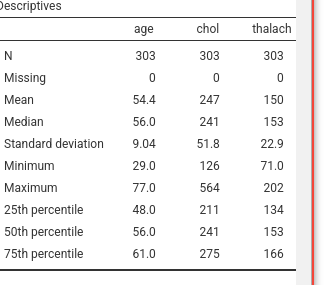 Descriptives
age chol thalach
N 303 303 303
Missing 0 0 0
Mean 54.4 247 150
Median 56.0 241 153
Standard deviation 9.04 51.8 22.9
Minimum 29.0 126 71.0
Maximum 77.0 564 202
25th percentile 48.0 211 134
50th percentile 56.0 241 153
75th percentile 61.0 275 166